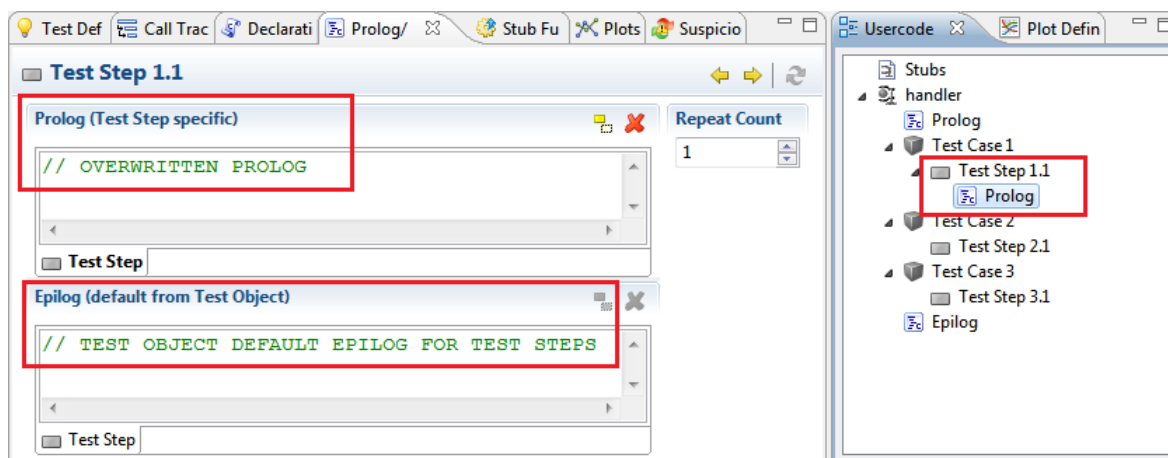 Test Def Call Trac Declarati Prolog/ Stub Fu Plots Suspicio
Test Step 1.1
Prolog (Test Step specific)
Repeat Count
// OVERWRITTEN PROLOG
1
Test Step
Epilog (default from Test Object)
// TEST OBJECT DEFAULT EPILOG FOR TEST STEPS
Test Step
Usercode Plot Defin
Stubs
handler
Prolog
Test Case 1
Test Step 1.1
Prolog
Test Case 2
Test Step 2.1
Test Case 3
Test Step 3.1
Epilog